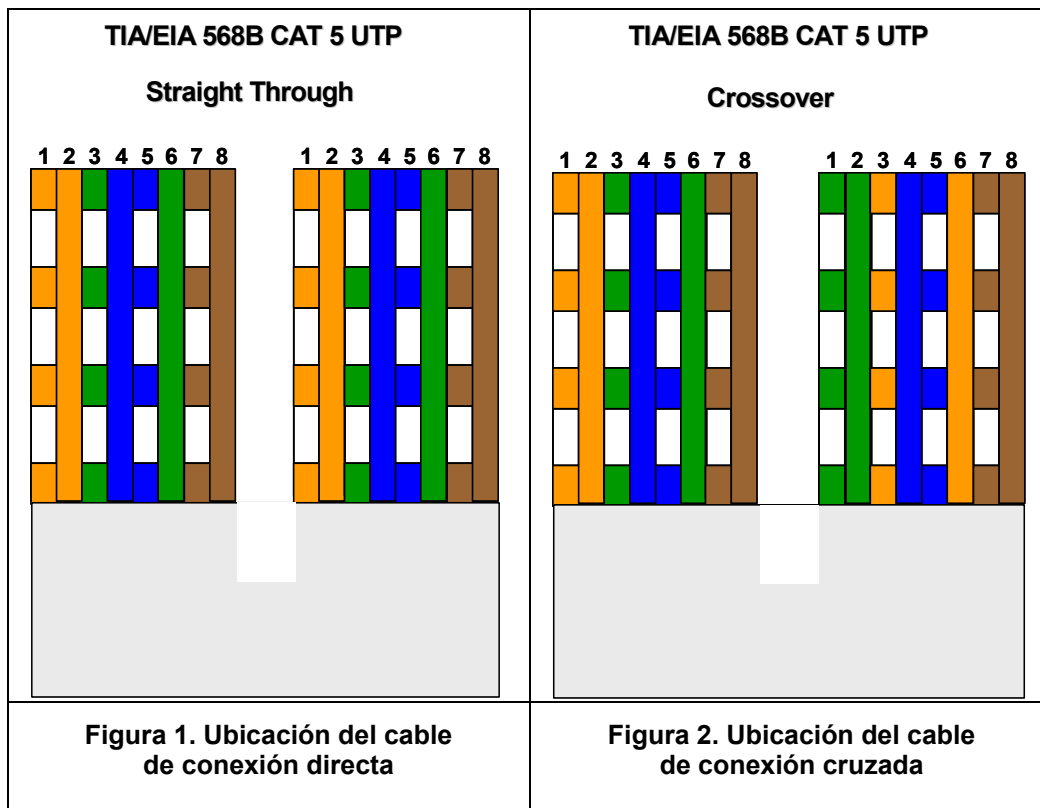 TIA/EIA 568B CAT 5 UTP
Straight Through
1 2 3 4 5 6 7 8
1 2 3 4 5 6 7 8
Figura 1. Ubicación del cable
de conexión directa
TIA/EIA 568B CAT 5 UTP
Crossover
1 2 3 4 5 6 7 8
1 2 3 4 5 6 7 8
Figura 2. Ubicación del cable
de conexión cruzada